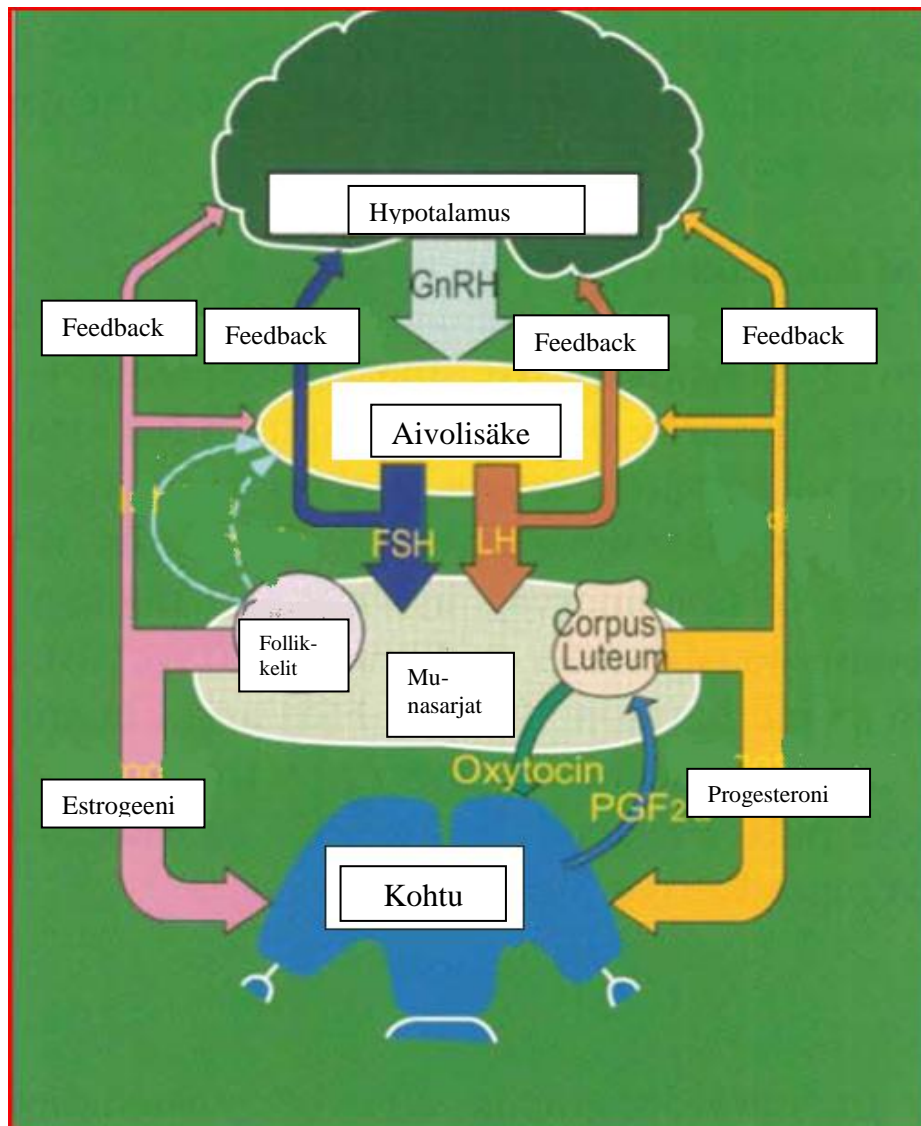 Hypotalamus
GnRH
Feedback
Feedback
Feedback
Feedback
Aivolisäke
FSH
LH
Follik-
kelit
Mu-
nasarjat
Corpus
Luteum
Oxytocin
PGF2
Estrogeeni
Progesteroni
Kohtu